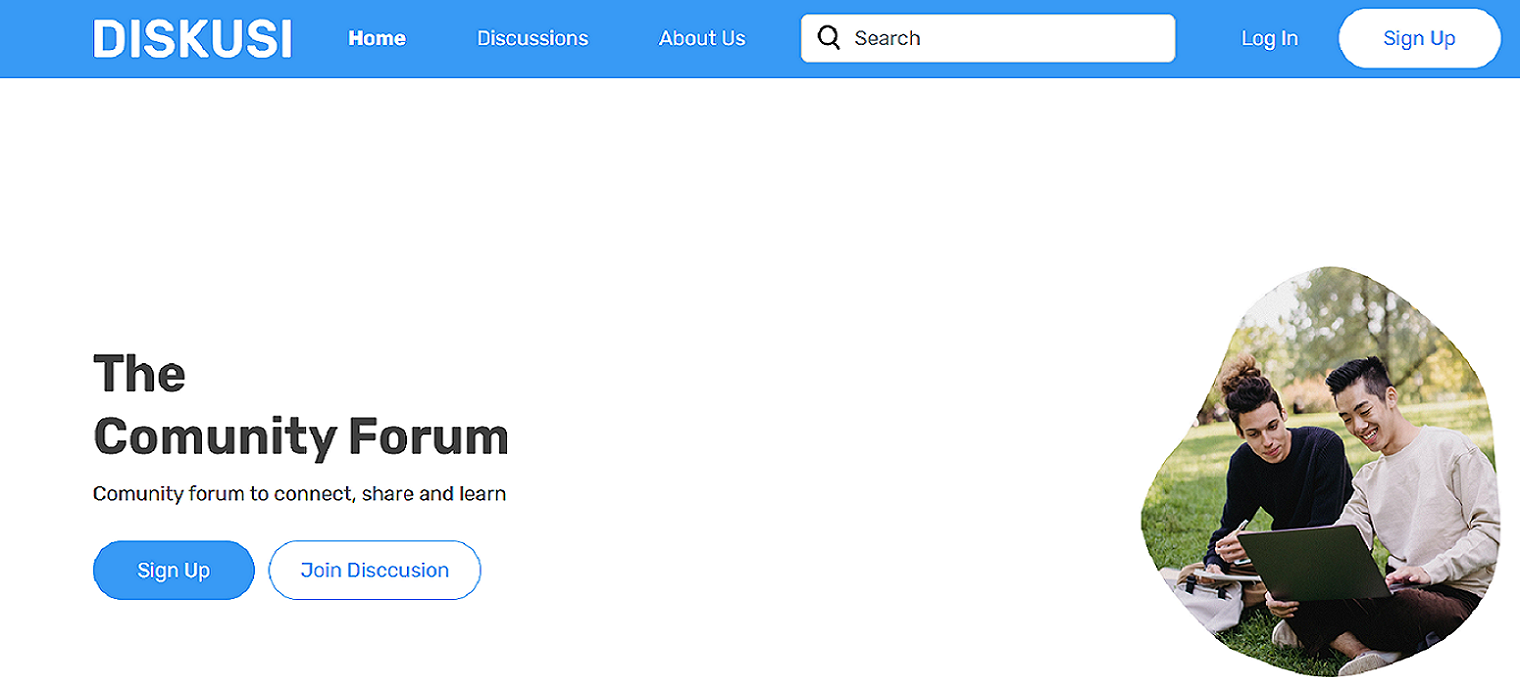 DISKUSI Home Discussions About Us Search Log In Sign Up
The
Comunity Forum
Comunity forum to connect, share and learn
Sign Up Join Disccusion